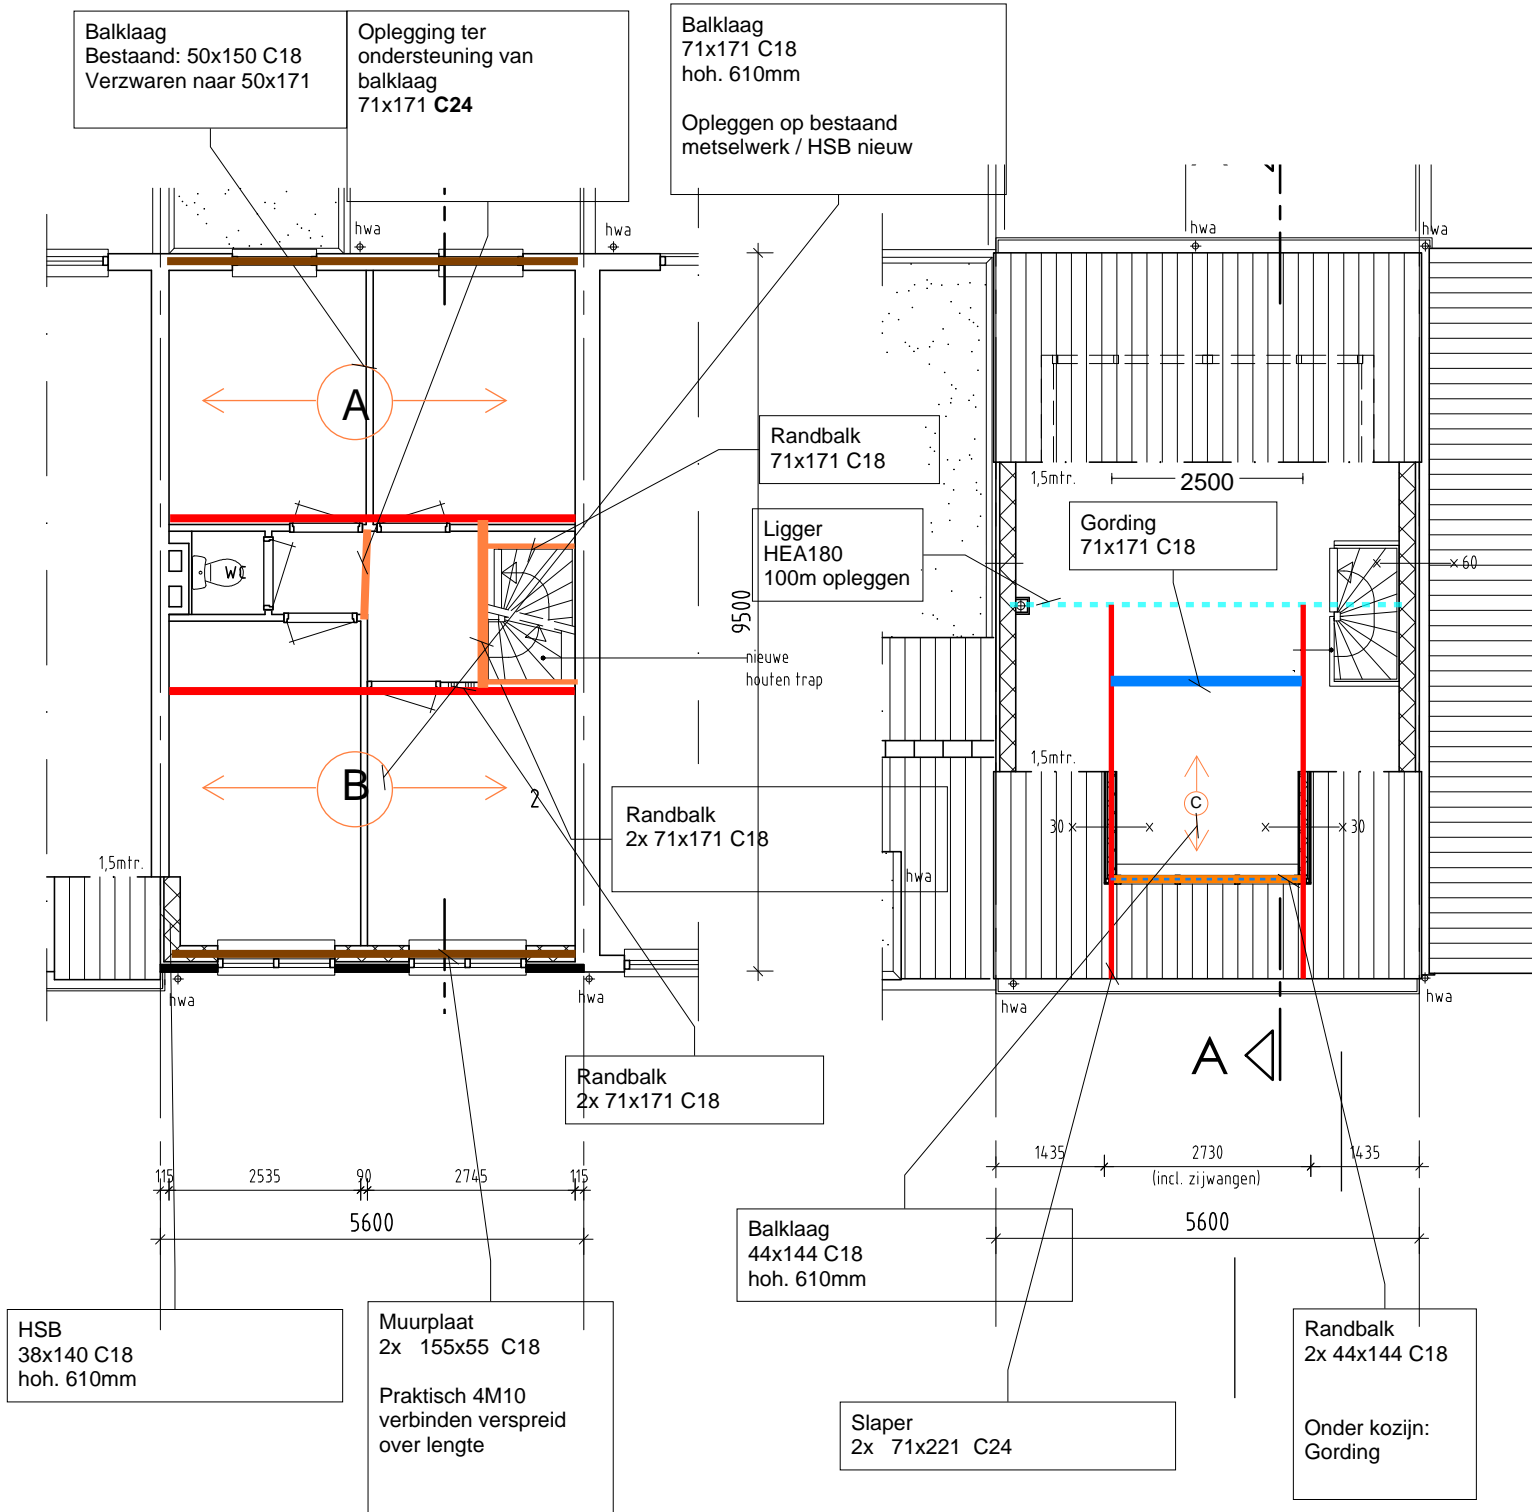 Balklaag
Bestaand: 50x150 C18
Verzwaren naar 50x171
Oplegging ter
ondersteuning van
balklaag
71x171 C24
Balklaag
71x171 C18
hoh. 610mm
Opleggen op bestaand
metselwerk / HSB nieuw
hwa
hwa
hwa
hwa
A
Randbalk
71x171 C18
1,5mtr.
2500
Ligger
HEA180
100m opleggen
Gording
71x171 C18
WC
60
9500
nieuwe
houten trap
1,5mtr.
B
2
C
30
30
Randbalk
2x 71x171 C18
1,5mtr.
hwa
hwa
hwa
hwa
hwa
A
Randbalk
2x 71x171 C18
115
2535
90
2745
115
5600
1435
2730
1435
(incl. zijwangen)
5600
Balklaag
44x144 C18
hoh. 610mm
HSB
38x140 C18
hoh. 610mm
Muurplaat
2x 155x55 C18
Praktisch 4M10
verbinden verspreid
over lengte
Randbalk
2x 44x144 C18
Onder kozijn:
Gording
Slaper
2x 71x221 C24